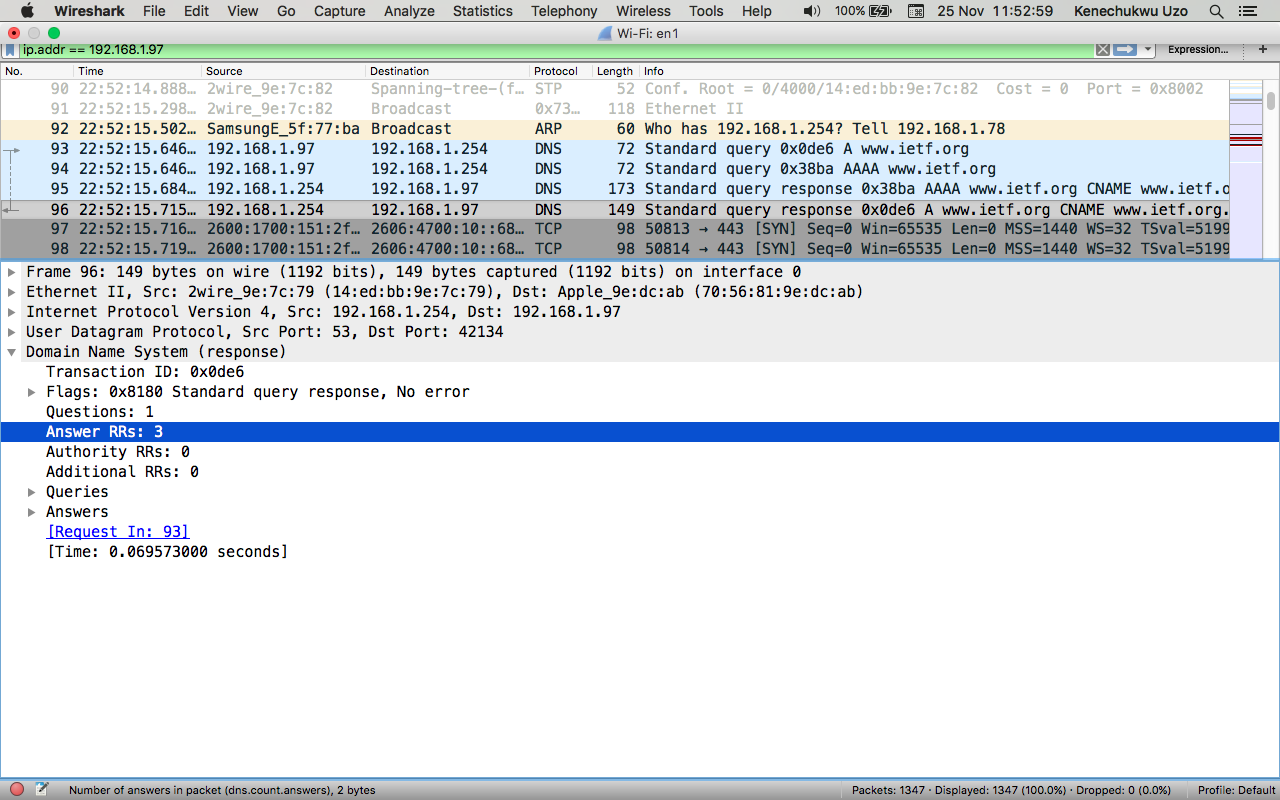 Wireshark File Edit View Go Capture Analyze Statistics Telephony Wireless Tools Help 100% 25 Nov 11:52:59 Kenechukwu Uzo
Wi-Fi: en1
ip.addr == 192.168.1.97 Expression... +
No. Time Source Destination Protocol Length Info
90 22:52:14.888… 2wire_9e:7c:82 Spanning-tree-(f… STP 52 Conf. Root = 0/4000/14:ed:bb:9e:7c:82 Cost = 0 Port = 0x8002
91 22:52:15.298… 2wire_9e:7c:82 Broadcast 0x73… 118 Ethernet II
92 22:52:15.502… SamsungE_5f:77:ba Broadcast ARP 60 Who has 192.168.1.254? Tell 192.168.1.78
93 22:52:15.646… 192.168.1.97 192.168.1.254 DNS 72 Standard query 0x0de6 A www.ietf.org
94 22:52:15.646… 192.168.1.97 192.168.1.254 DNS 72 Standard query 0x38ba AAAA www.ietf.org
95 22:52:15.684… 192.168.1.254 192.168.1.97 DNS 173 Standard query response 0x38ba AAAA www.ietf.org CNAME www.ietf.o
96 22:52:15.715… 192.168.1.254 192.168.1.97 DNS 149 Standard query response 0x0de6 A www.ietf.org CNAME www.ietf.org.
97 22:52:15.716… 2600:1700:151:2f… 2606:4700:10::68… TCP 98 50813 → 443 [SYN] Seq=0 Win=65535 Len=0 MSS=1440 WS=32 TSval=5199
98 22:52:15.719… 2600:1700:151:2f… 2606:4700:10::68… TCP 98 50814 → 443 [SYN] Seq=0 Win=65535 Len=0 MSS=1440 WS=32 TSval=5199
Frame 96: 149 bytes on wire (1192 bits), 149 bytes captured (1192 bits) on interface 0
Ethernet II, Src: 2wire_9e:7c:79 (14:ed:bb:9e:7c:79), Dst: Apple_9e:dc:ab (70:56:81:9e:dc:ab)
Internet Protocol Version 4, Src: 192.168.1.254, Dst: 192.168.1.97
User Datagram Protocol, Src Port: 53, Dst Port: 42134
Domain Name System (response)
Transaction ID: 0x0de6
Flags: 0x8180 Standard query response, No error
Questions: 1
Answer RRs: 3
Authority RRs: 0
Additional RRs: 0
Queries
Answers
[Request In: 93]
[Time: 0.069573000 seconds]
Number of answers in packet (dns.count.answers), 2 bytes Packets: 1347 · Displayed: 1347 (100.0%) · Dropped: 0 (0.0%) Profile: Default